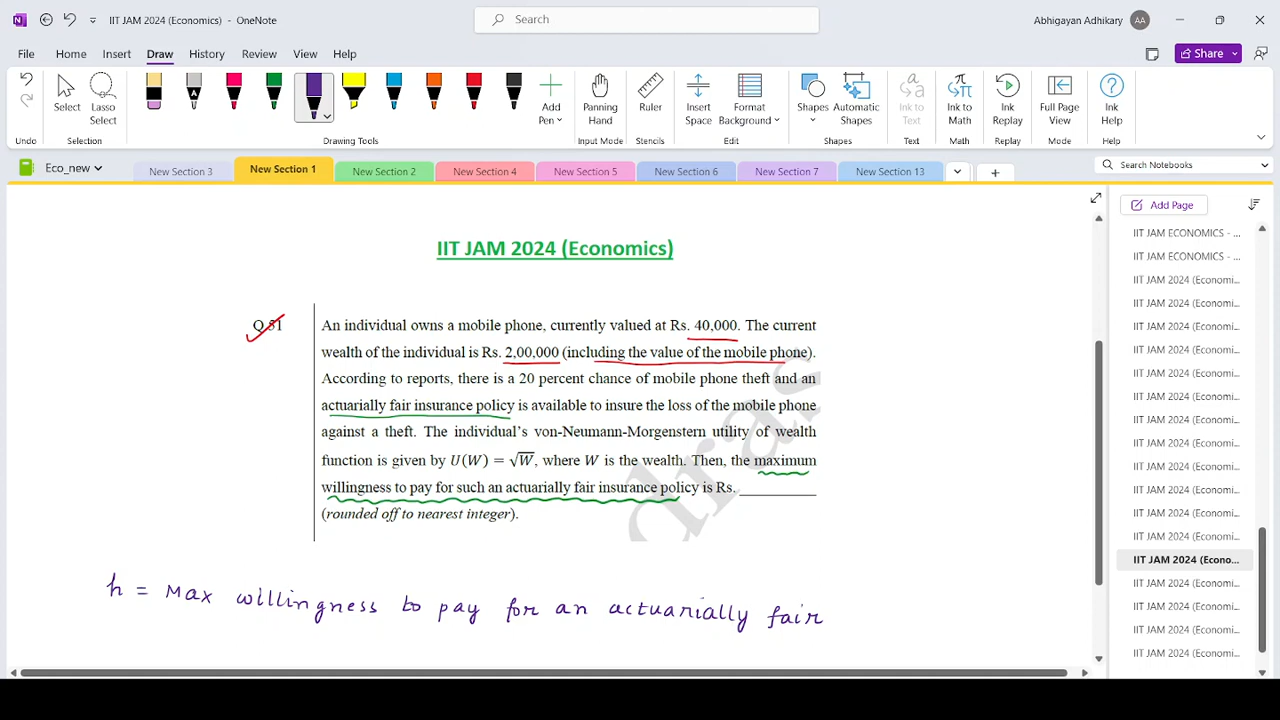 IIT JAM 2024 (Economics) - OneNote
Search
Abhigayan Adhikary AA
File Home Insert Draw History Review View Help
Share
Select
Lasso Select
Add Pen
Panning Hand
Ruler
Insert Space
Format Background
Shapes
Automatic Shapes
Ink to Text
Ink to Math
Ink Replay
Full Page View
Ink Help
Undo Selection Drawing Tools Input Mode Stencils Edit Shapes Math Replay Mode Help
Eco_new New Section 3 New Section 1 New Section 2 New Section 4 New Section 5 New Section 6 New Section 7 New Section 13 + Search Notebooks
Add Page
IIT JAM 2024 (Economics)
Q.51
An individual owns a mobile phone, currently valued at Rs. 40,000. The current
wealth of the individual is Rs. 2,00,000 (including the value of the mobile phone).
According to reports, there is a 20 percent chance of mobile phone theft and an
actuarially fair insurance policy is available to insure the loss of the mobile phone
against a theft. The individual's von-Neumann-Morgenstern utility of wealth
function is given by U(W) = √W, where W is the wealth. Then, the maximum
willingness to pay for such an actuarially fair insurance policy is Rs. __________
(rounded off to nearest integer).
dras
h = Max willingness to pay for an actuarially fair
IIT JAM ECONOMICS - ...
IIT JAM ECONOMICS - ...
IIT JAM 2024 (Economi...
IIT JAM 2024 (Economi...
IIT JAM 2024 (Economi...
IIT JAM 2024 (Economi...
IIT JAM 2024 (Economi...
IIT JAM 2024 (Economi...
IIT JAM 2024 (Economi...
IIT JAM 2024 (Economi...
IIT JAM 2024 (Economi...
IIT JAM 2024 (Economi...
IIT JAM 2024 (Economi...
IIT JAM 2024 (Among...
IIT JAM 2024 (Economi...
IIT JAM 2024 (Economi...
IIT JAM 2024 (Economi...
IIT JAM 2024 (Economi...